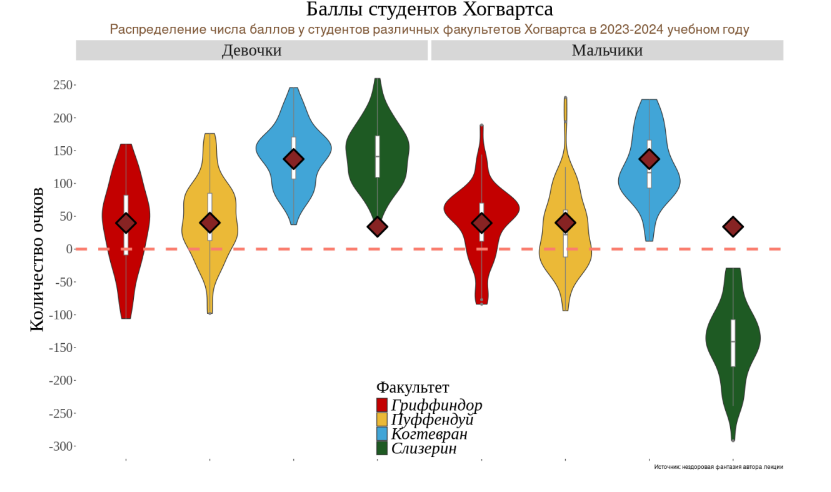 Баллы студентов Хогвартса
Распределение числа баллов у студентов различных факультетов Хогвартса в 2023-2024 учебном году
Девочки
Мальчики
Количество очков
250
200
150
100
50
0
-50
-100
-150
-200
-250
-300
Факультет
Гриффиндор
Пуффендуй
Когтевран
Слизерин
Источник: нездоровая фантазия автора лекции